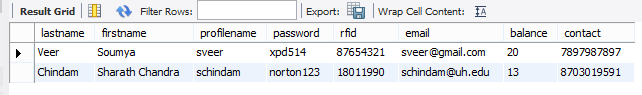 Result Grid Filter Rows: Export: Wrap Cell Content:
lastname firstname profilename password rfid email balance contact
Veer Soumya sveer xpd514 87654321 sveer@gmail.com 20 7897987897
Chindam Sharath Chandra schindam norton123 18011990 schindam@uh.edu 13 8703019591